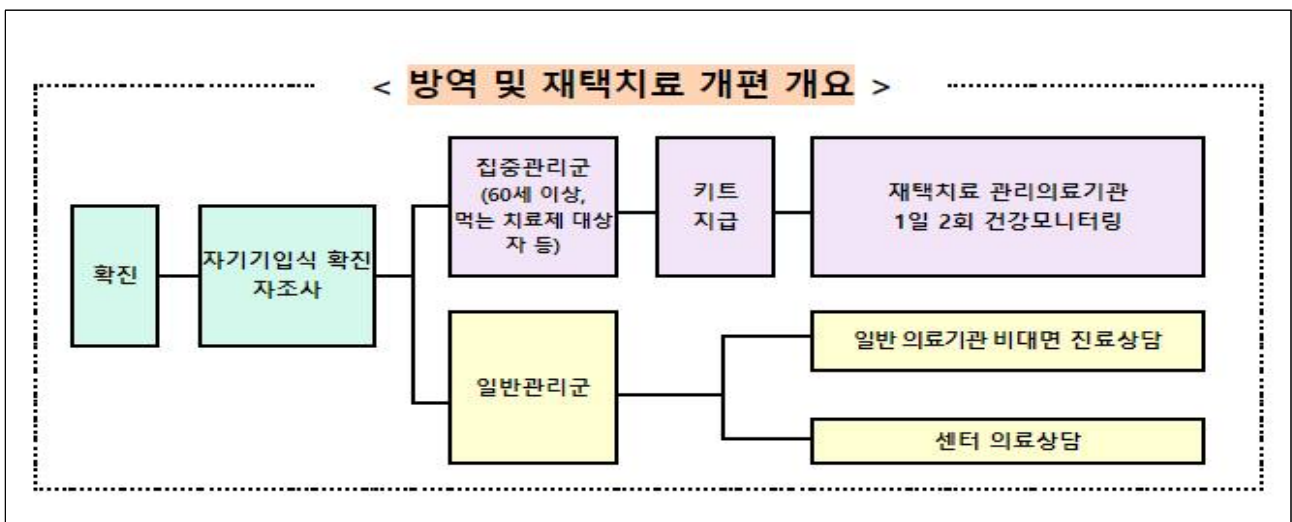 < 방역 및 재택치료 개편 개요 >
확진
자기기입식 확진
자조사
집중관리군
(60세 이상,
먹는 치료제 대상
자 등)
키트
지급
재택치료 관리의료기관
1일 2회 건강모니터링
일반관리군
일반 의료기관 비대면 진료상담
센터 의료상담